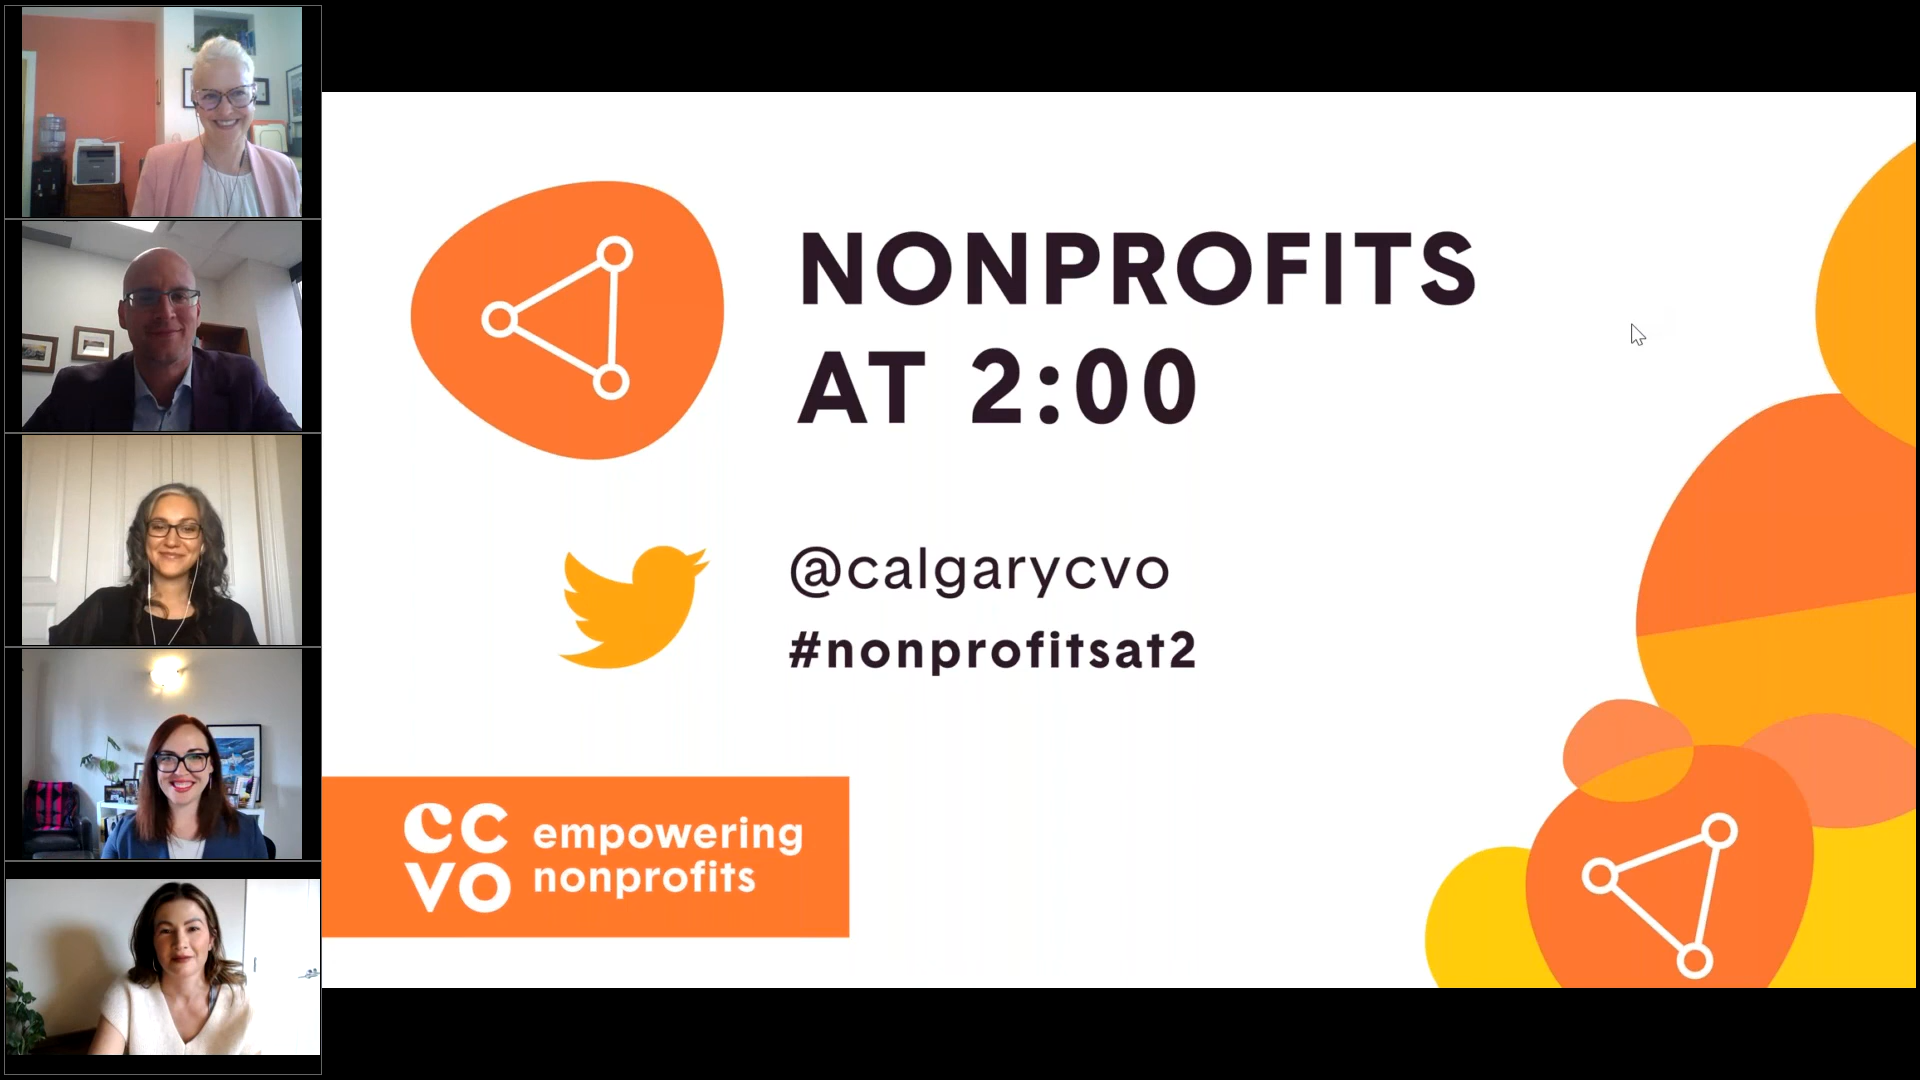 NONPROFITS
AT 2:00
@calgarycvo
#nonprofitsat2
CC
VO
empowering
nonprofits